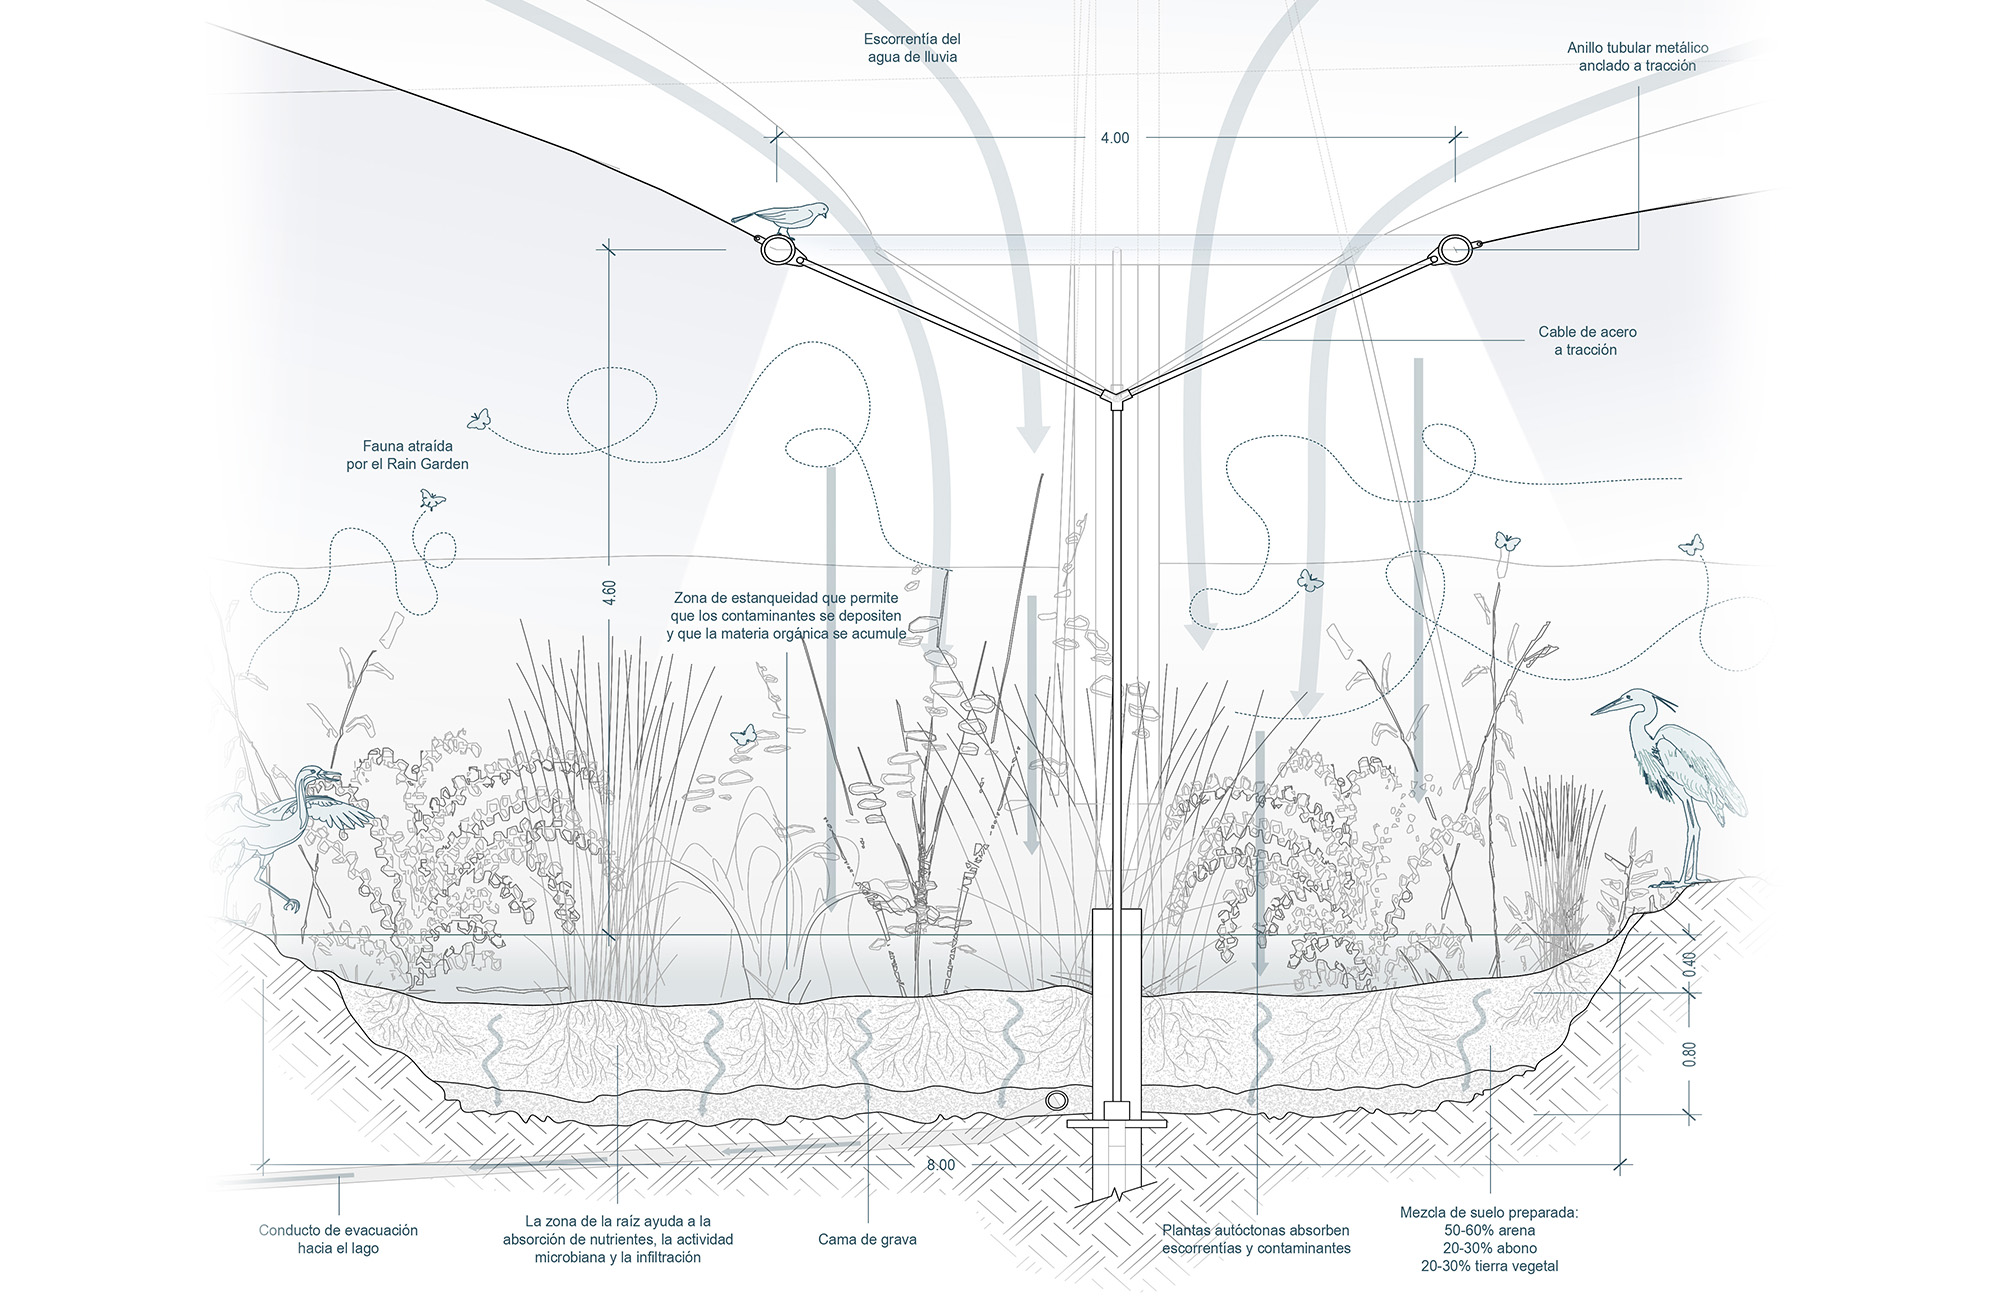 Escorrentía del
agua de lluvia
Anillo tubular metálico
anclado a tracción
4.00
Cable de acero
a tracción
Fauna atraída
por el Rain Garden
4.60
Zona de estanqueidad que permite
que los contaminantes se depositen
y que la materia orgánica se acumule
0.40
0.80
8.00
Conducto de evacuación
hacia el lago
La zona de la raíz ayuda a la
absorción de nutrientes, la actividad
microbiana y la infiltración
Cama de grava
Plantas autóctonas absorben
escorrentías y contaminantes
Mezcla de suelo preparada:
50-60% arena
20-30% abono
20-30% tierra vegetal